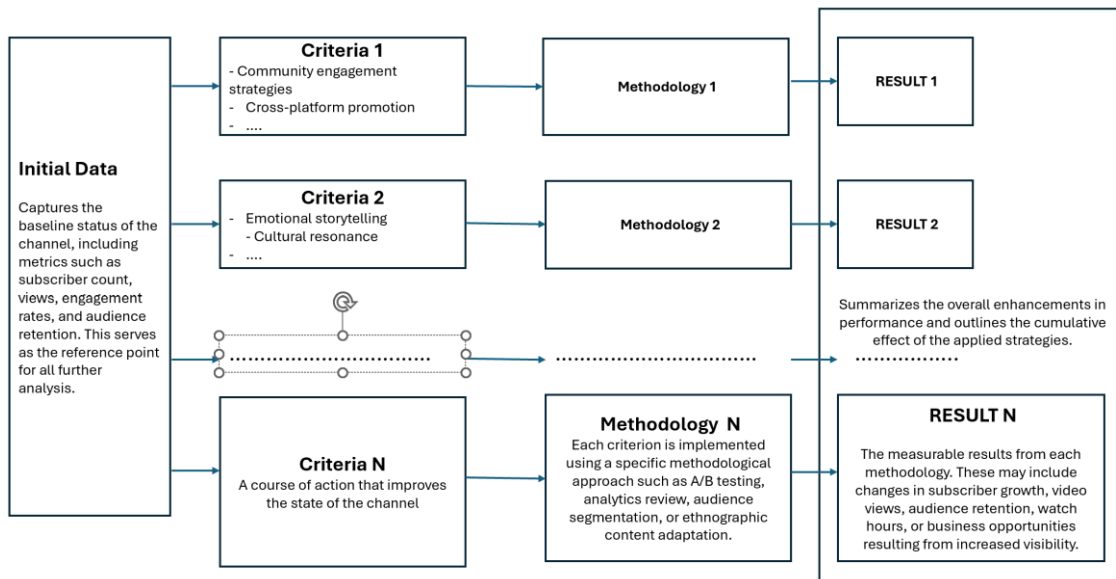 Initial Data
Captures the
baseline status of the
channel, including
metrics such as
subscriber count,
views, engagement
rates, and audience
retention. This serves
as the reference point
for all further
analysis.
Criteria 1
- Community engagement
strategies
- Cross-platform promotion
- ....
Methodology 1
RESULT 1
Criteria 2
- Emotional storytelling
- Cultural resonance
- ....
Methodology 2
RESULT 2
Summarizes the overall enhancements in
performance and outlines the cumulative
effect of the applied strategies.
Criteria N
A course of action that improves
the state of the channel
Methodology N
Each criterion is implemented
using a specific methodological
approach such as A/B testing,
analytics review, audience
segmentation, or ethnographic
content adaptation.
RESULT N
The measurable results from each
methodology. These may include
changes in subscriber growth, video
views, audience retention, watch
hours, or business opportunities
resulting from increased visibility.